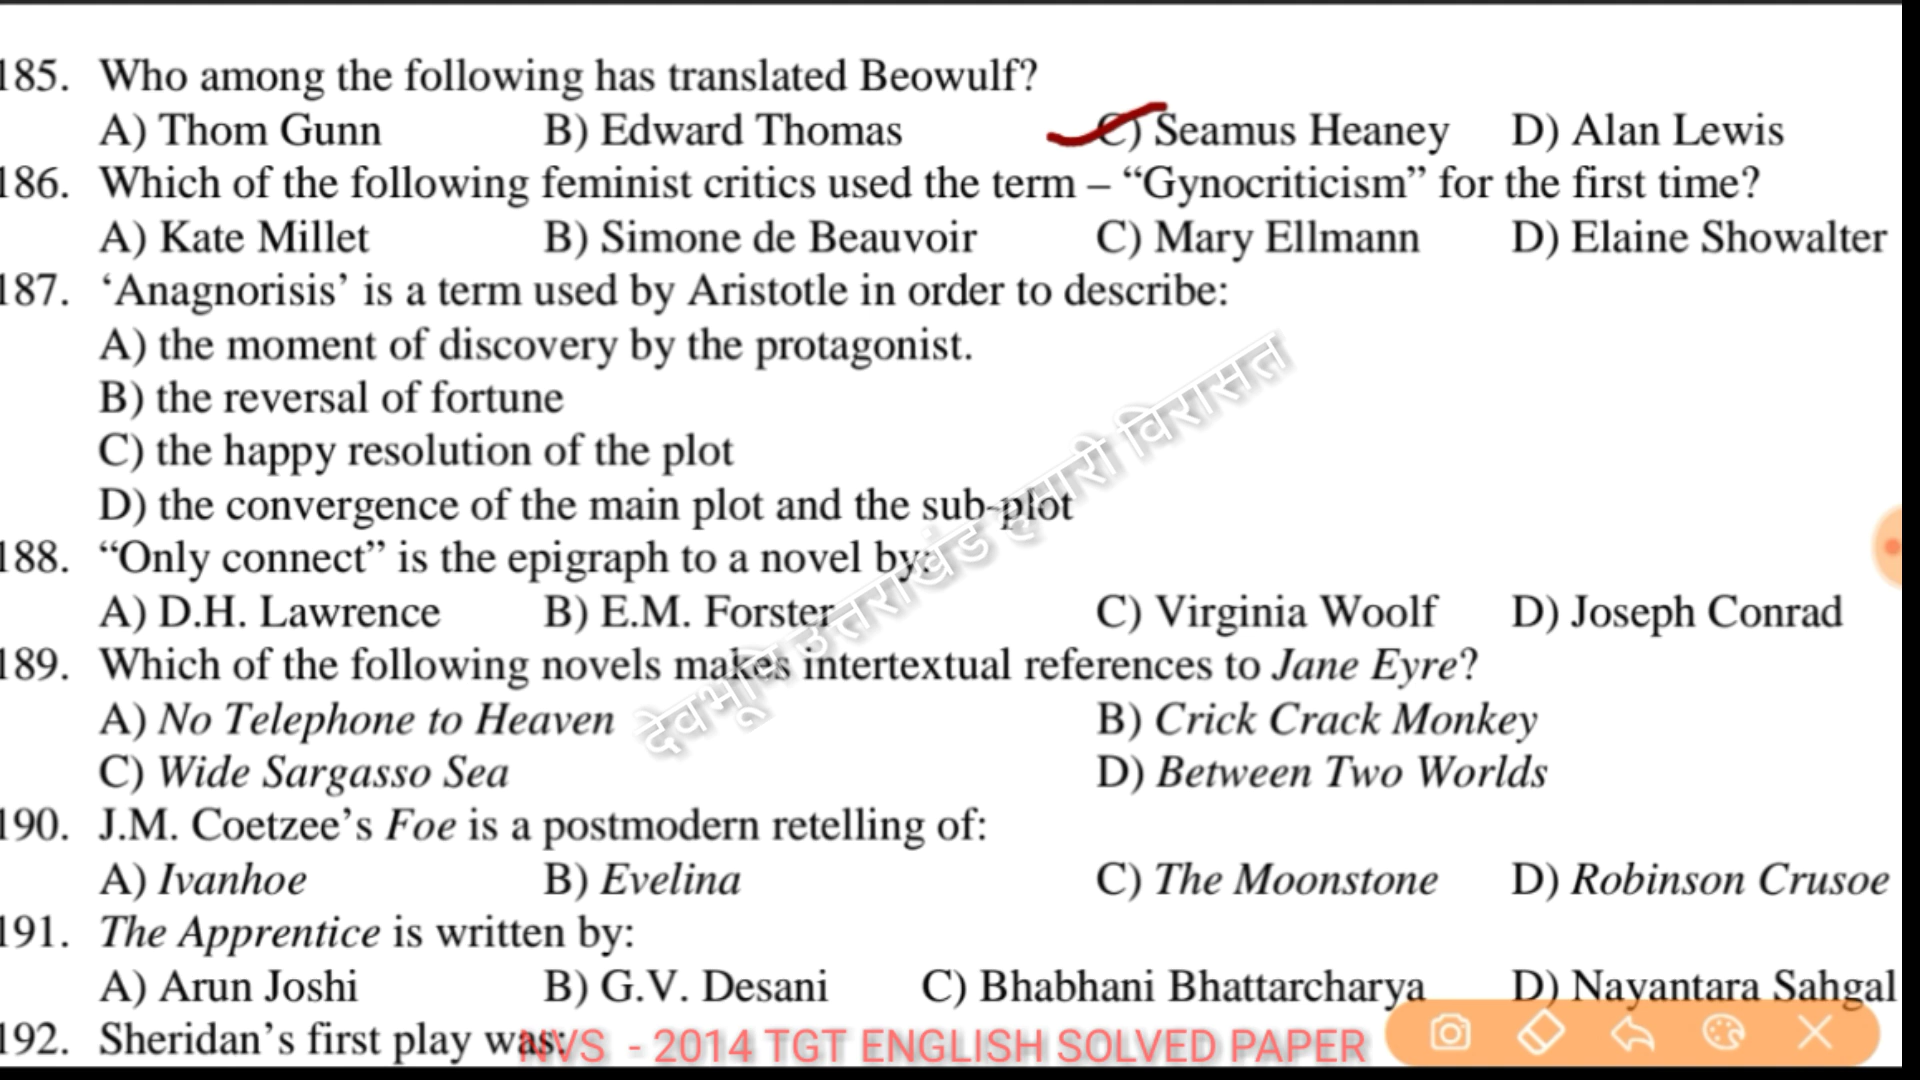 185. Who among the following has translated Beowulf?
A) Thom Gunn B) Edward Thomas C) Seamus Heaney D) Alan Lewis
186. Which of the following feminist critics used the term – “Gynocriticism” for the first time?
A) Kate Millet B) Simone de Beauvoir C) Mary Ellmann D) Elaine Showalter
187. ‘Anagnorisis’ is a term used by Aristotle in order to describe:
A) the moment of discovery by the protagonist.
B) the reversal of fortune
C) the happy resolution of the plot
D) the convergence of the main plot and the sub-plot
188. “Only connect” is the epigraph to a novel by:
A) D.H. Lawrence B) E.M. Forster C) Virginia Woolf D) Joseph Conrad
189. Which of the following novels makes intertextual references to Jane Eyre?
A) No Telephone to Heaven B) Crick Crack Monkey
C) Wide Sargasso Sea D) Between Two Worlds
190. J.M. Coetzee’s Foe is a postmodern retelling of:
A) Ivanhoe B) Evelina C) The Moonstone D) Robinson Crusoe
191. The Apprentice is written by:
A) Arun Joshi B) G.V. Desani C) Bhabhani Bhattarcharya D) Nayantara Sahgal
192. Sheridan’s first play was:
NVS - 2014 TGT ENGLISH SOLVED PAPER
देवभूमि उत्तराखंड हमारी विरासत